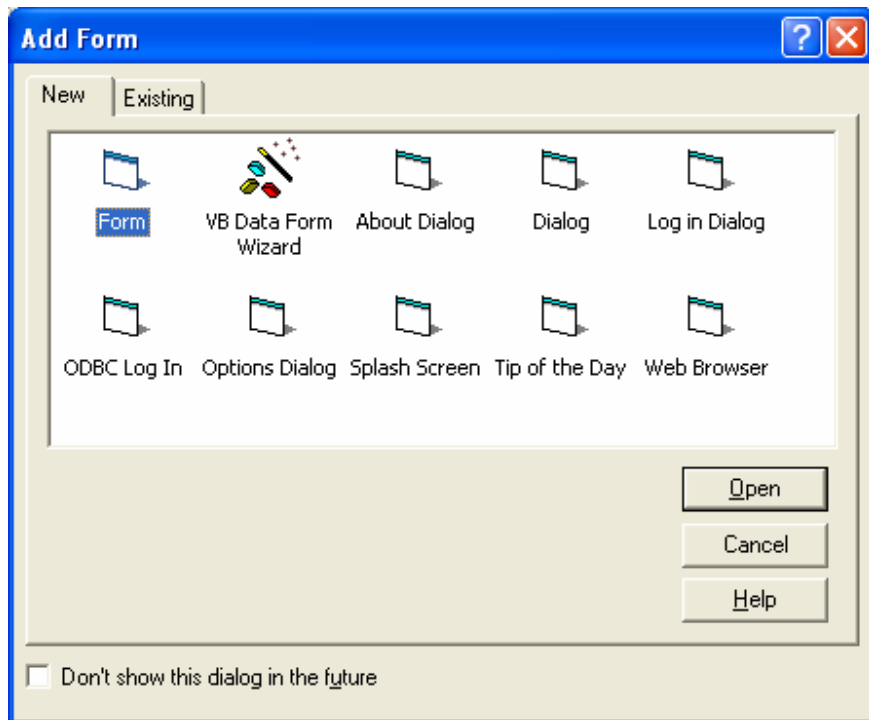 Add Form
New Existing
Form VB Data Form Wizard About Dialog Dialog Log in Dialog
ODBC Log In Options Dialog Splash Screen Tip of the Day Web Browser
Open
Cancel
Help
Don't show this dialog in the future